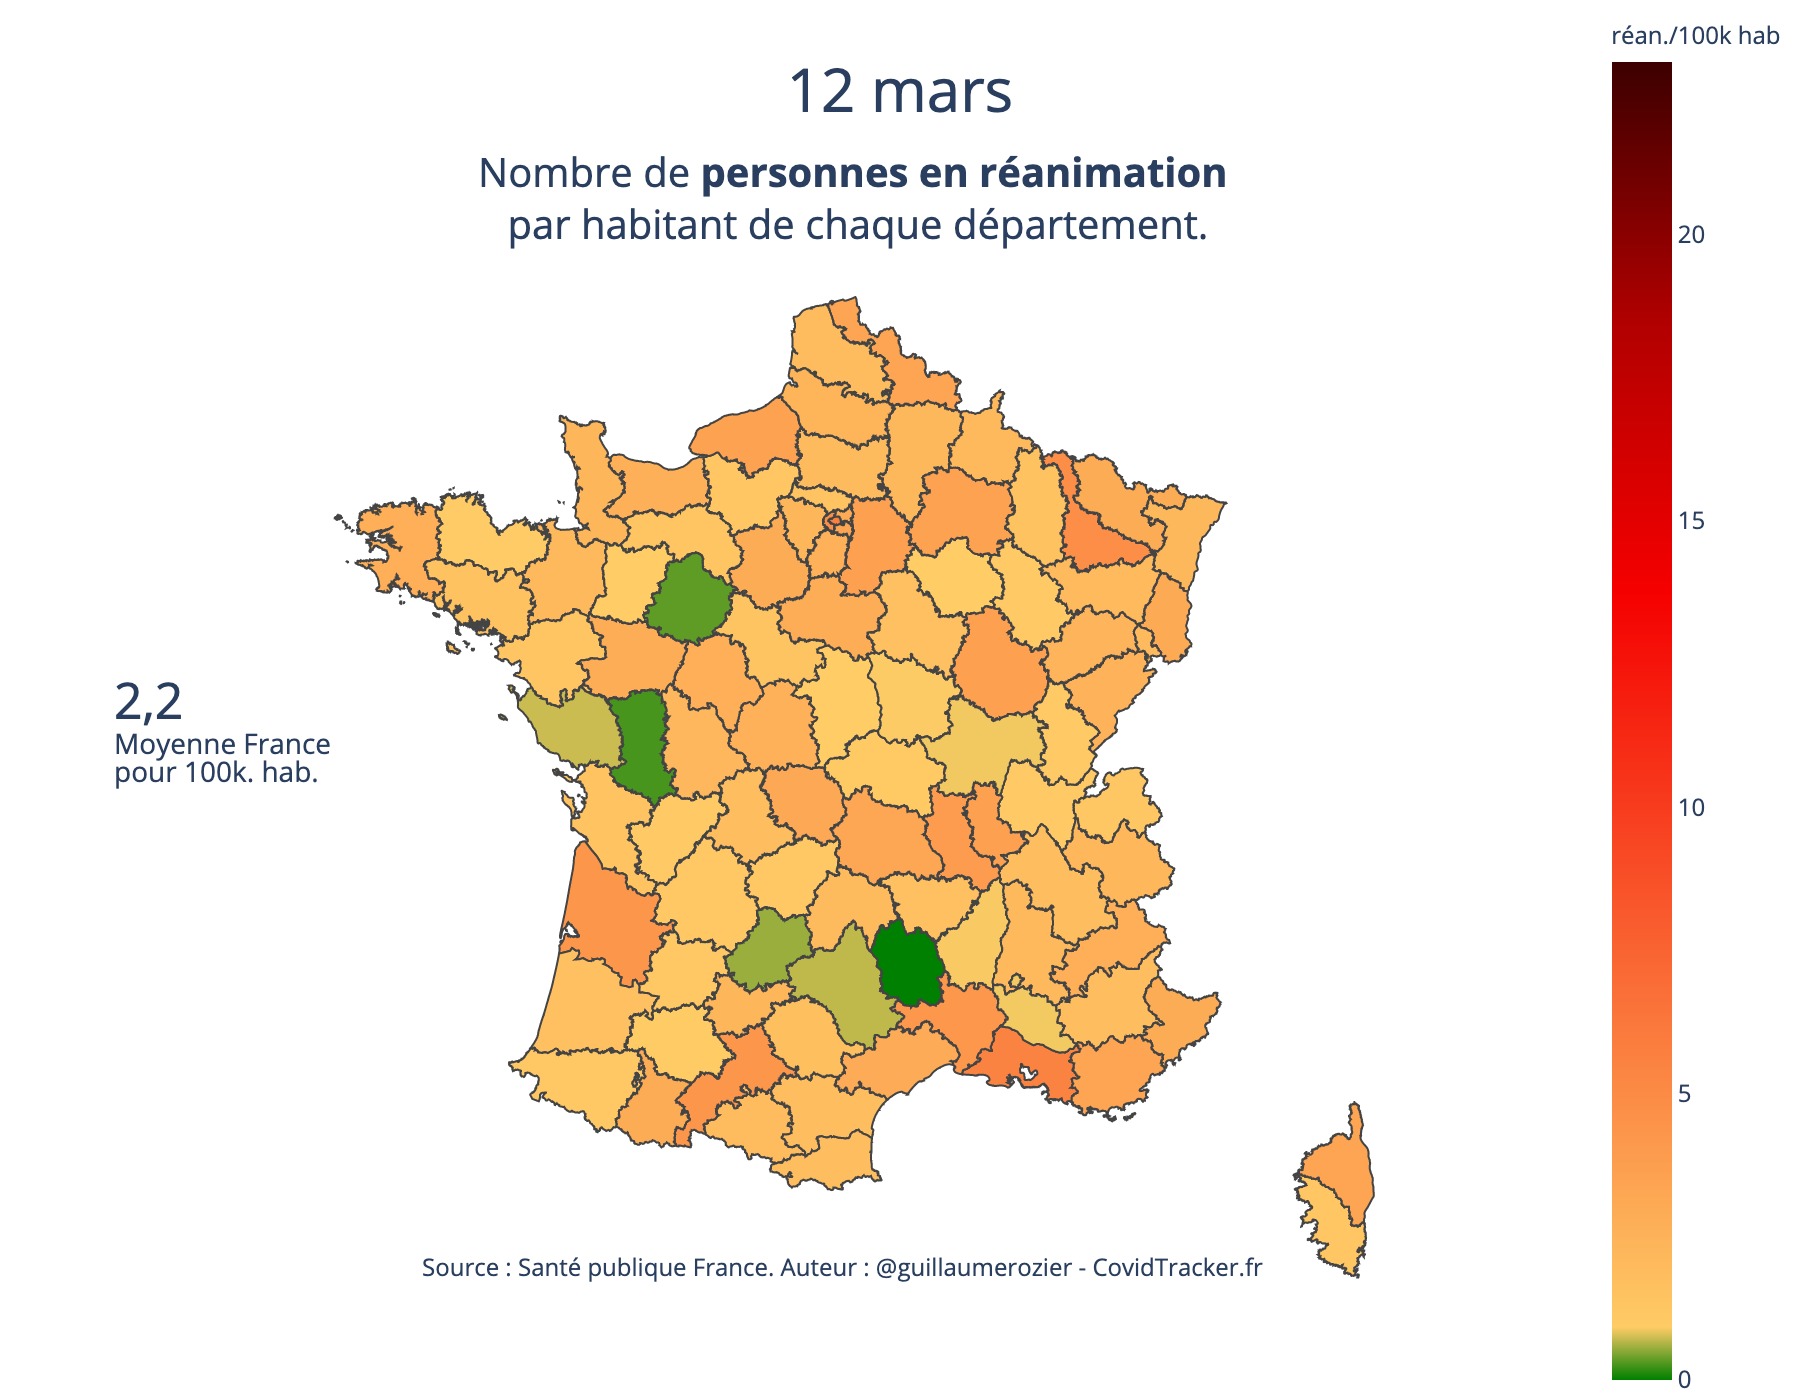 réan./100k hab
12 mars
Nombre de personnes en réanimation
par habitant de chaque département.
20
15
2,2
Moyenne France
pour 100k. hab.
10
5
Source : Santé publique France. Auteur : @guillaumerozier - CovidTracker.fr
0